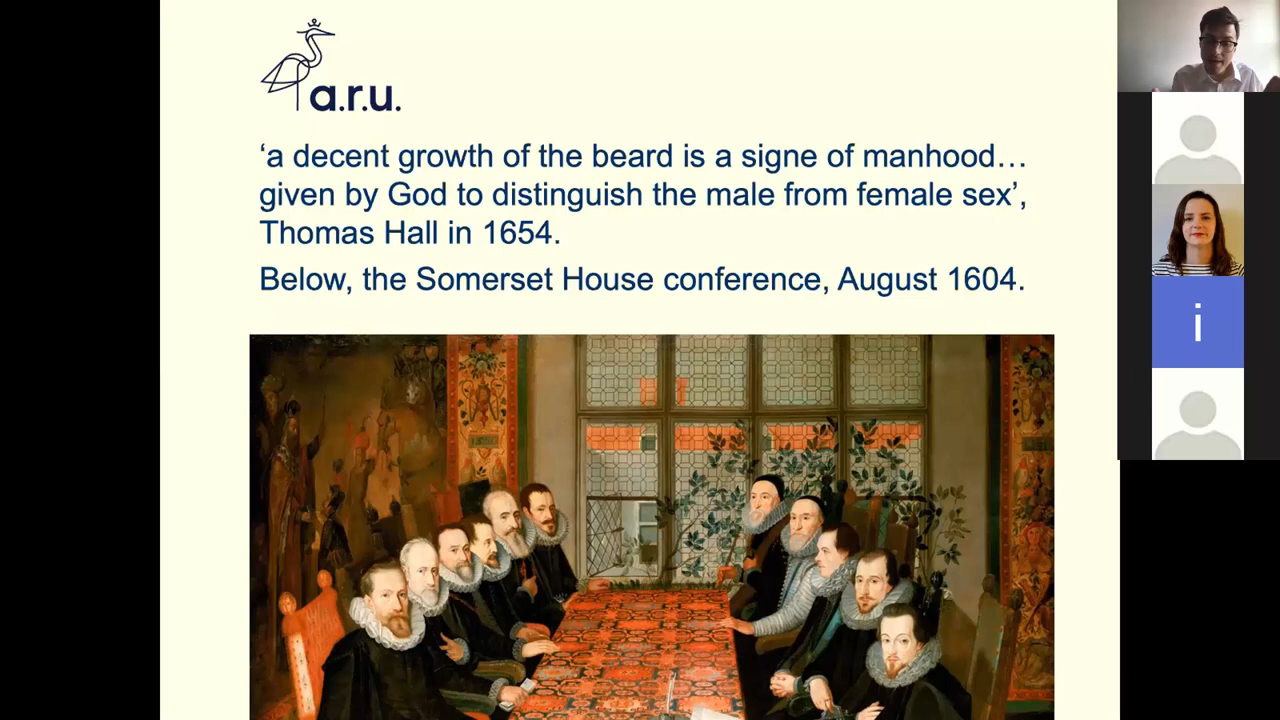 a.r.u.
‘a decent growth of the beard is a signe of manhood…
given by God to distinguish the male from female sex’,
Thomas Hall in 1654.
Below, the Somerset House conference, August 1604.
i